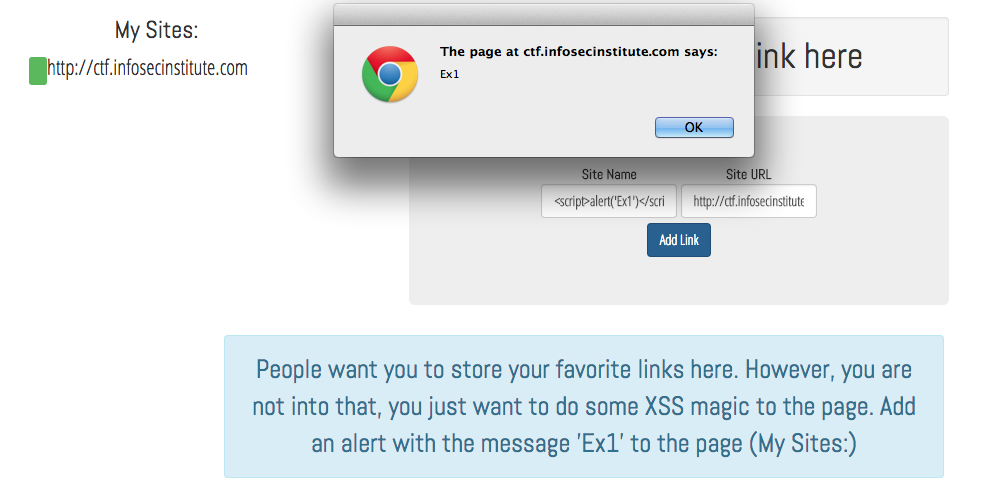 My Sites:
http://ctf.infosecinstitute.com
The page at ctf.infosecinstitute.com says:
Ex1
OK
ink here
Site Name
Site URL
<script>alert('Ex1')</scri
http://ctf.infosecinstitute
Add Link
People want you to store your favorite links here. However, you are
not into that, you just want to do some XSS magic to the page. Add
an alert with the message 'Ex1' to the page (My Sites:)